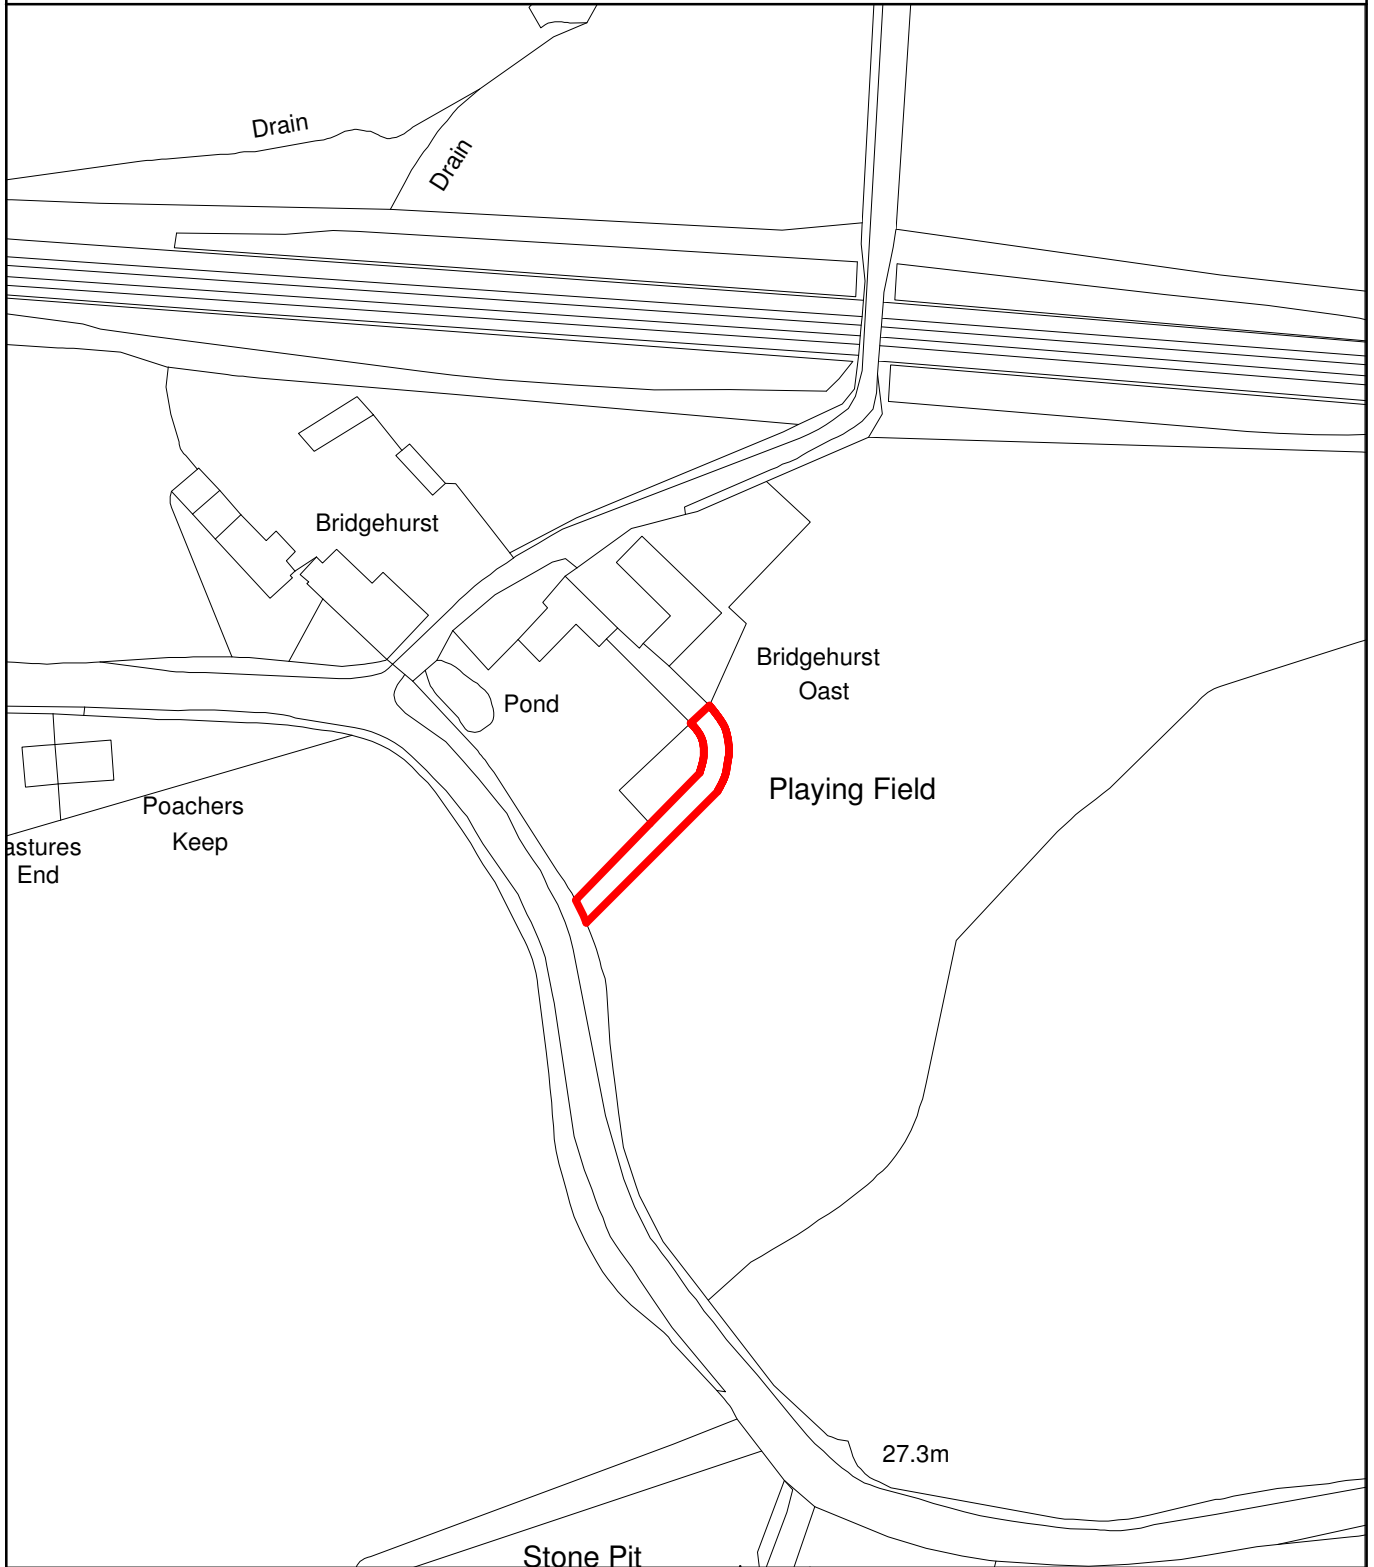 Drain
Drain
Bridgehurst
Bridgehurst
Oast
Pond
Playing Field
Poachers
Keep
astures
End
27.3m
Stone Pit